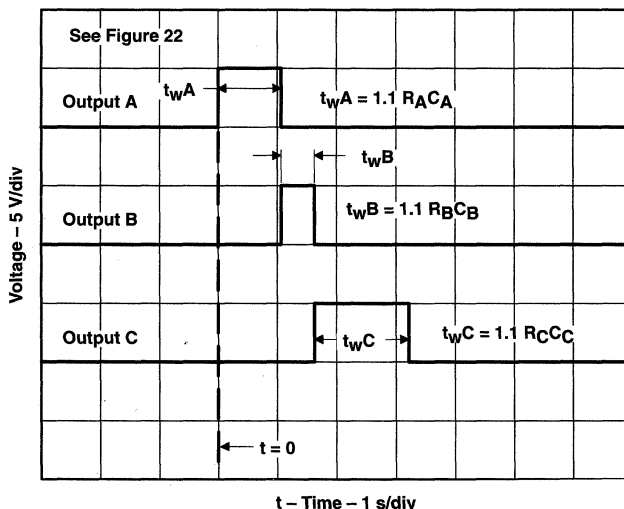 See Figure 22
twA
Output A
twA = 1.1 RACA
twB
Output B
twB = 1.1 RBCB
Output C
twC
twC = 1.1 RCCC
t = 0
Voltage – 5 V/div
t – Time – 1 s/div